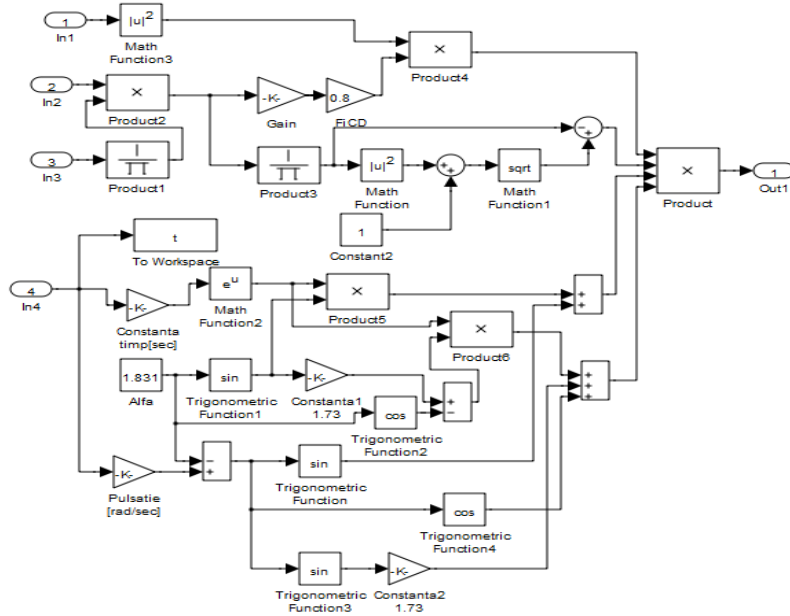 1
In1
|u|²
Math
Function3
×
Product4
2
In2
×
Product2
-K-
Gain
0.8
FiCD
3
In3
Product1
Product3
|u|²
Math
Function
+
+
sqrt
Math
Function1
-
+
1
Constant2
×
Product
1
Out1
t
To Workspace
4
In4
-K-
Constanta
timp[sec]
eᵘ
Math
Function2
×
Product5
+
+
×
Product6
1.831
Alfa
sin
Trigonometric
Function1
-K-
Constanta1
1.73
cos
Trigonometric
Function2
+
-
+
+
+
-K-
Pulsatie
[rad/sec]
-
+
sin
Trigonometric
Function
cos
Trigonometric
Function4
sin
Trigonometric
Function3
-K-
Constanta2
1.73